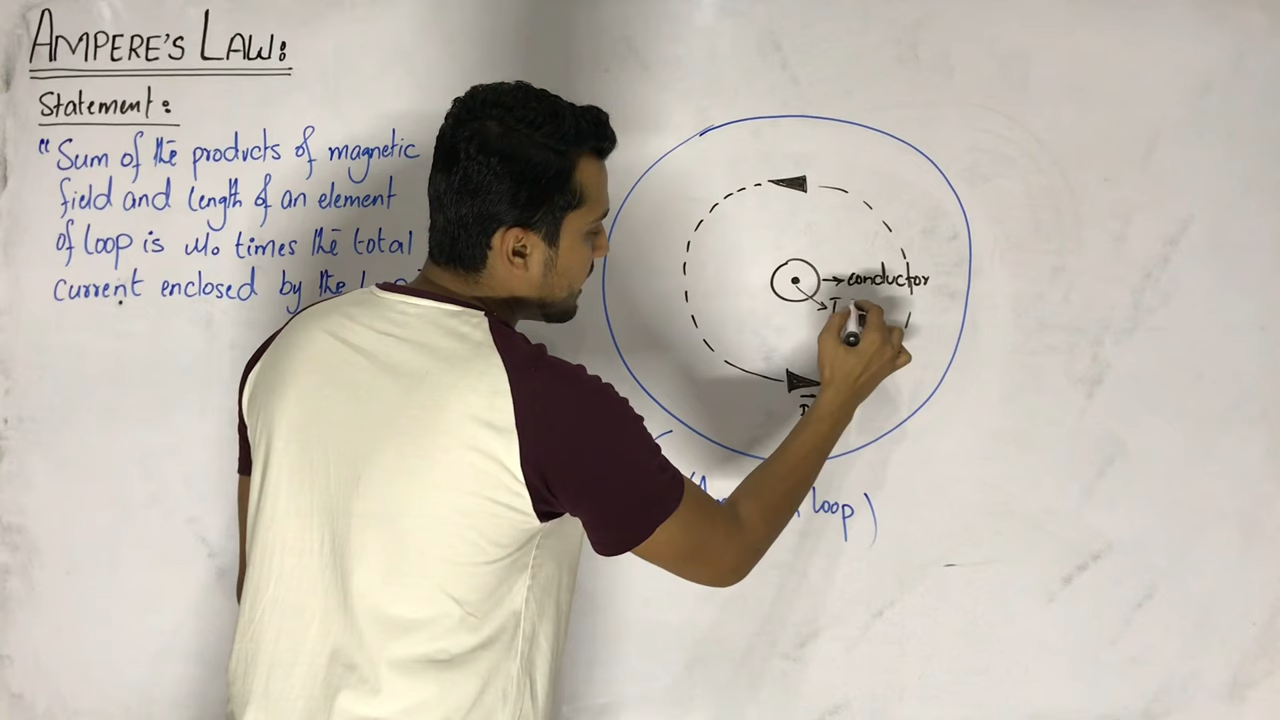 AMPERE'S LAW:
Statement:
"Sum of the products of magnetic
field and length of an element
of loop is μo times the total
current enclosed by the
→ conductor
I
loop)